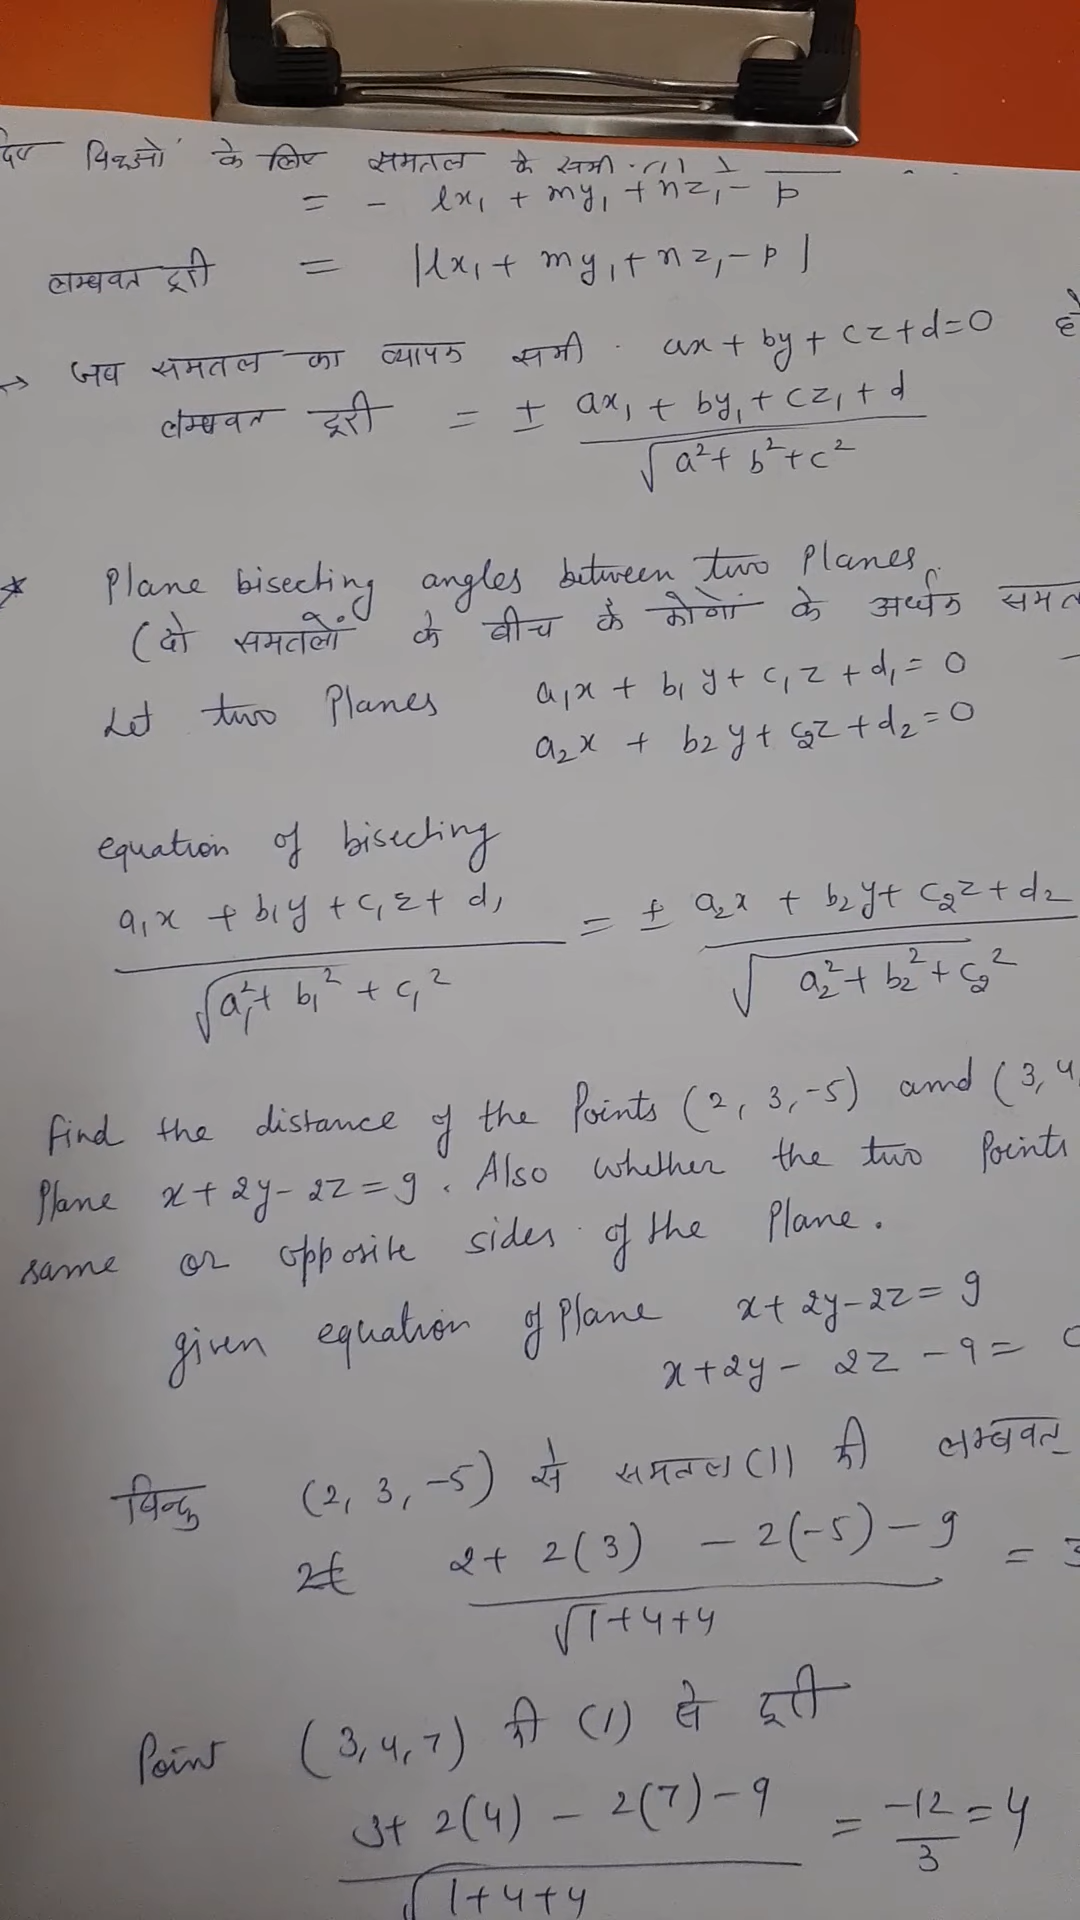 दिए बिन्दुओं के लिए समतल के समी.
= - lx₁ + my₁ + nz₁ - p
लम्बवत दूरी = |lx₁ + my₁ + nz₁ - p|
→ जब समतल का व्यापक समी. ax + by + cz + d = 0 हो
लम्बवत दूरी = ± (ax₁ + by₁ + cz₁ + d) / √(a² + b² + c²)
* Plane bisecting angles between two Planes.
(दो समतलों के बीच के कोणों के अर्धक
Let two Planes a₁x + b₁y + c₁z + d₁ = 0
a₂x + b₂y + c₂z + d₂ = 0
equation of bisecting
(a₁x + b₁y + c₁z + d₁) / √(a₁² + b₁² + c₁²) = ± (a₂x + b₂y + c₂z + d₂) / √(a₂² + b₂² + c₂²)
find the distance of the Points (2, 3, -5) and (3, 4,
Plane x + 2y - 2z = 9. Also whether the two Points
same or opposite sides of the Plane.
given equation of Plane x + 2y - 2z = 9
x + 2y - 2z - 9 = 0
बिन्दु (2, 3, -5) से समतल (1) की लम्बवत
(2 + 2(3) - 2(-5) - 9) / √(1+4+4) = 3
Point (3, 4, 7) की (1) से दूरी
(3 + 2(4) - 2(7) - 9) / √(1+4+4) = -12/3 = 4